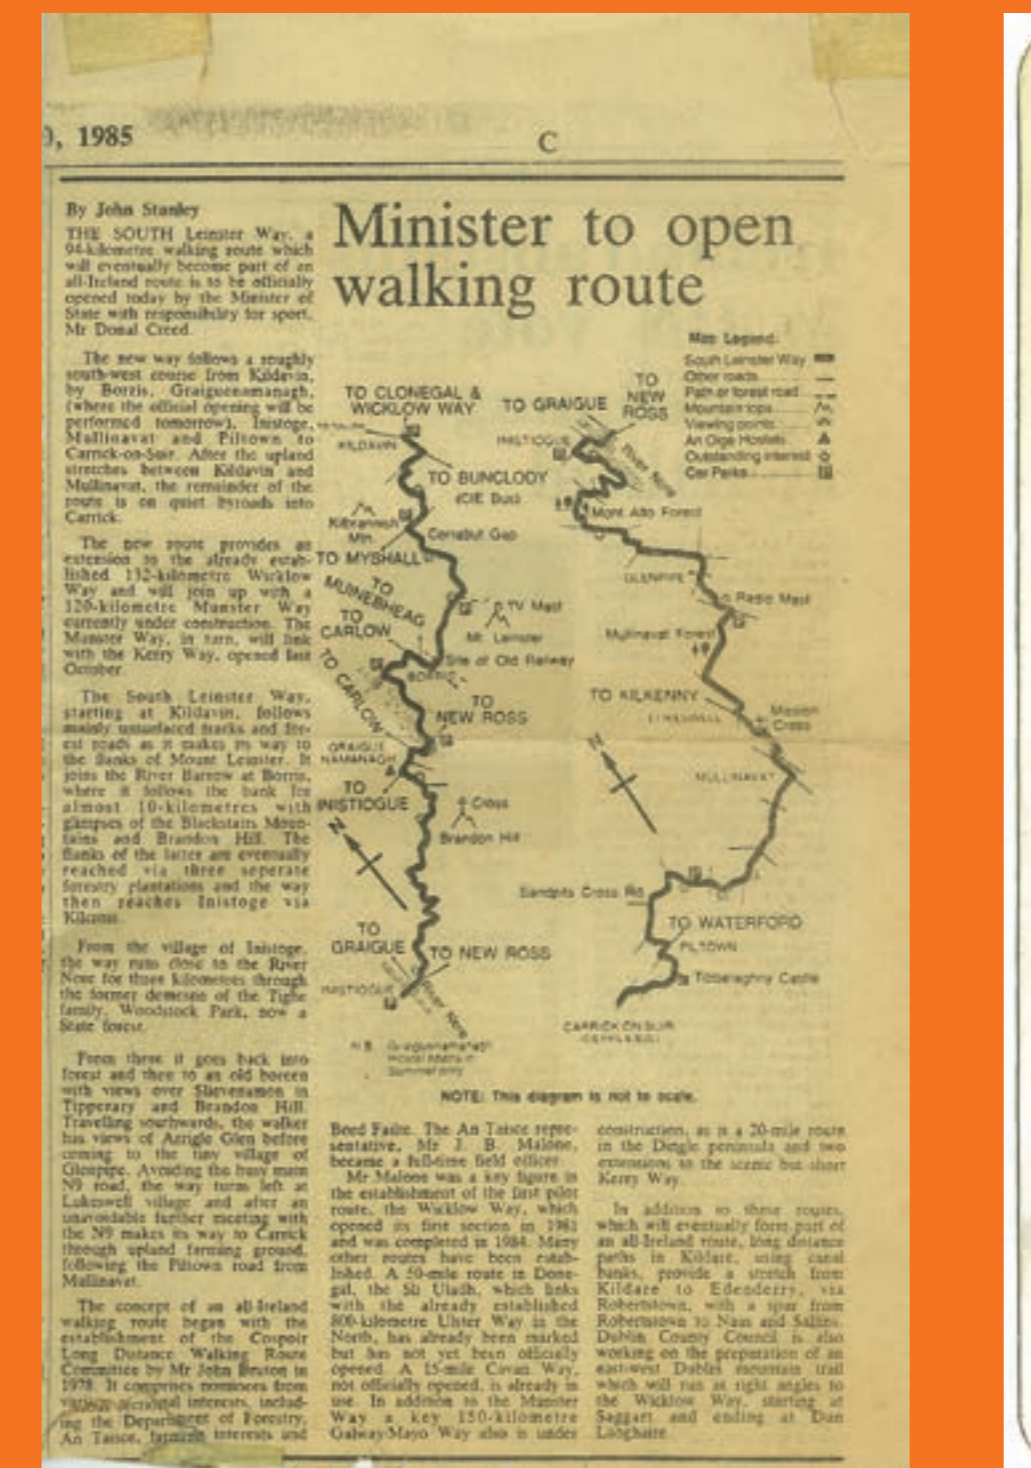 , 1985
C
By John Stanley
Minister to open
walking route
THE SOUTH Leinster Way, a
94-kilometre walking route which
will eventually become part of an
all-Ireland route is to be officially
opened today by the Minister of
State with responsibility for sport,
Mr Donal Creed.
The new way follows a roughly
south-west course from Kildavin,
by Borris, Graiguenamanagh,
(where the official opening will be
performed tomorrow), Inistoge,
Mullinavat and Piltown to
Carrick-on-Suir. After the upland
stretches between Kildavin and
Mullinavat, the remainder of the
route is on quiet byroads into
Carrick.
The new route provides an
extension to the already estab-
lished 132-kilometre Wicklow
Way and will join up with a
120-kilometre Munster Way
currently under construction. The
Munster Way, in turn, will link
with the Kerry Way, opened last
October.
The South Leinster Way,
starting at Kildavin, follows
mainly unsurfaced tracks and for-
est roads as it makes its way to
the flanks of Mount Leinster. It
joins the River Barrow at Borris,
where it follows the bank for
almost 10-kilometres with
glimpses of the Blackstairs Moun-
tains and Brandon Hill. The
flanks of the latter are eventually
reached via three seperate
forestry plantations and the way
then reaches Inistoge via
Kilcross.
From the village of Inistoge,
the way runs close to the River
Nore for three kilometres through
the former demesne of the Tighe
family, Woodstock Park, now a
State forest.
From there it goes back into
forest and then to an old boreen
with views over Slievenamon in
Tipperary and Brandon Hill.
Travelling southwards, the walker
has views of Arrigle Glen before
coming to the tiny village of
Glenpipe. Avoiding the busy main
N9 road, the way turns left at
Lukeswell village and after an
unavoidable further meeting with
the N9 makes its way to Carrick
through upland farming ground,
following the Piltown road from
Mullinavat.
The concept of an all-Ireland
walking route began with the
establishment of the Cospoir
Long Distance Walking Route
Committee by Mr John Bruton in
1978. It comprises nominees from
various sectional interests, includ-
ing the Department of Forestry,
An Taisce, farming interests and
Map Legend:
South Leinster Way
Other roads
Path or forest road
Mountain tops
Viewing points
An Oige Hostels
Outstanding interest
Car Parks
TO CLONEGAL &
WICKLOW WAY
KILDAVIN
TO BUNCLODY
(CIE Bus)
Kilbrannish
Mtn.
Corrabut Gap
TO MYSHALL
TO
MUINEBHEAG
TO
CARLOW
TV Mast
Mt. Leinster
Site of Old Railway
BORRIS
TO CARLOW
TO
NEW ROSS
GRAIGUE
NAMANAGH
TO
INISTIOGUE
Cross
Brandon Hill
N
TO
GRAIGUE
TO NEW ROSS
INISTIOGUE
River Nore
N.B. Graiguenamanagh
Hostel opens in
Summer only
TO GRAIGUE
TO
NEW
ROSS
INISTIOGUE
River Nore
Mont Alto Forest
GLENPIPE
Radio Mast
Mullinavat Forest
TO KILKENNY
LUKESWELL
Mission
Cross
N
MULLINAVAT
Sandpits Cross Rd.
TO WATERFORD
PILTOWN
Tibberaghny Castle
CARRICK ON SUIR
NOTE: This diagram is not to scale.
Bord Failte. The An Taisce repre-
sentative, Mr J. B. Malone,
became a full-time field officer.
Mr Malone was a key figure in
the establishment of the first pilot
route, the Wicklow Way, which
opened its first section in 1981
and was completed in 1984. Many
other routes have been estab-
lished. A 50-mile route in Done-
gal, the Sli Uladh, which links
with the already established
800-kilometre Ulster Way in the
North, has already been marked
but has not yet been officially
opened. A 15-mile Cavan Way,
not officially opened, is already in
use. In addition to the Munster
Way a key 150-kilometre
Galway/Mayo Way also is under
construction, as is a 20-mile route
in the Dingle peninsula and two
extensions to the scenic but short
Kerry Way.
In addition to these routes,
which will eventually form part of
an all-Ireland route, long distance
paths in Kildare, using canal
banks, provide a stretch from
Kildare to Edenderry, via
Robertstown, with a spur from
Robertstown to Naas and Sallins.
Dublin County Council is also
working on the preparation of an
east-west Dublin mountain trail
which will run at right angles to
the Wicklow Way, starting at
Saggart and ending at Dun
Laoghaire.